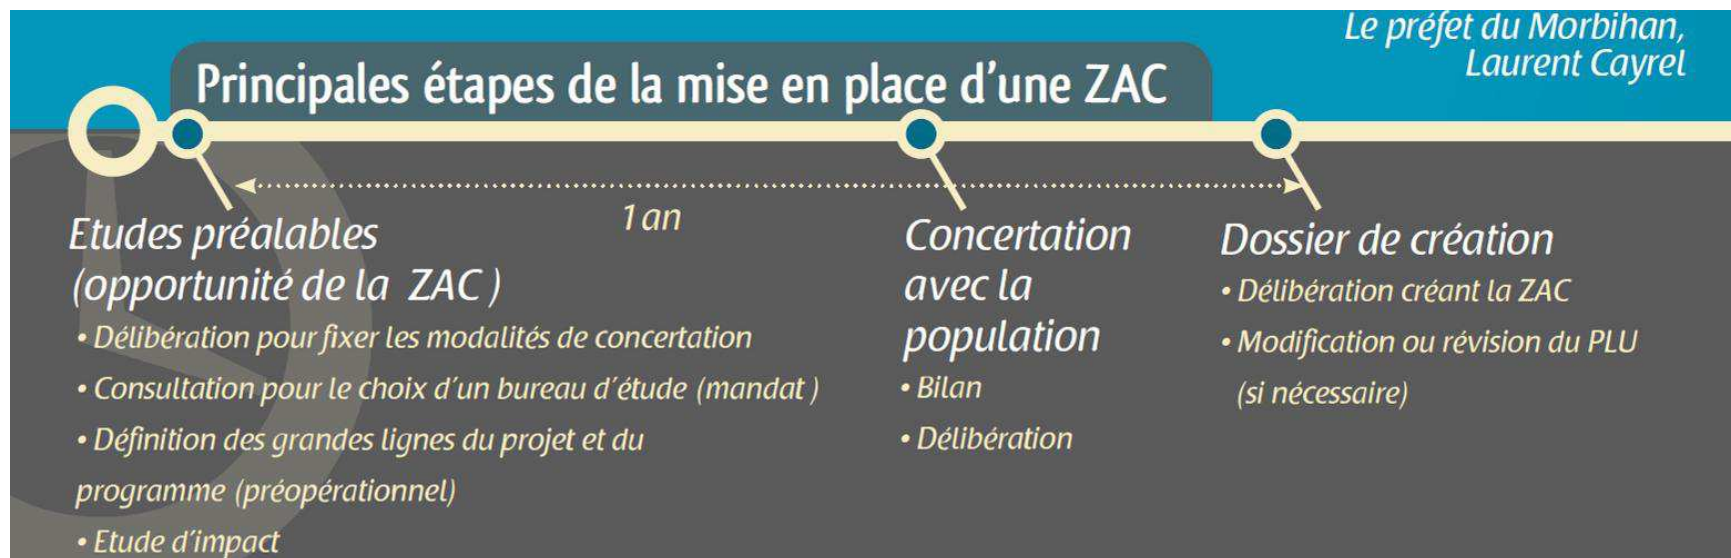 Le préfet du Morbihan,
Laurent Cayrel
Principales étapes de la mise en place d'une ZAC
1 an
Etudes préalables
(opportunité de la ZAC )
• Délibération pour fixer les modalités de concertation
• Consultation pour le choix d'un bureau d'étude (mandat )
• Définition des grandes lignes du projet et du
programme (préopérationnel)
• Etude d'impact
Concertation
avec la
population
• Bilan
• Délibération
Dossier de création
• Délibération créant la ZAC
• Modification ou révision du PLU
(si nécessaire)